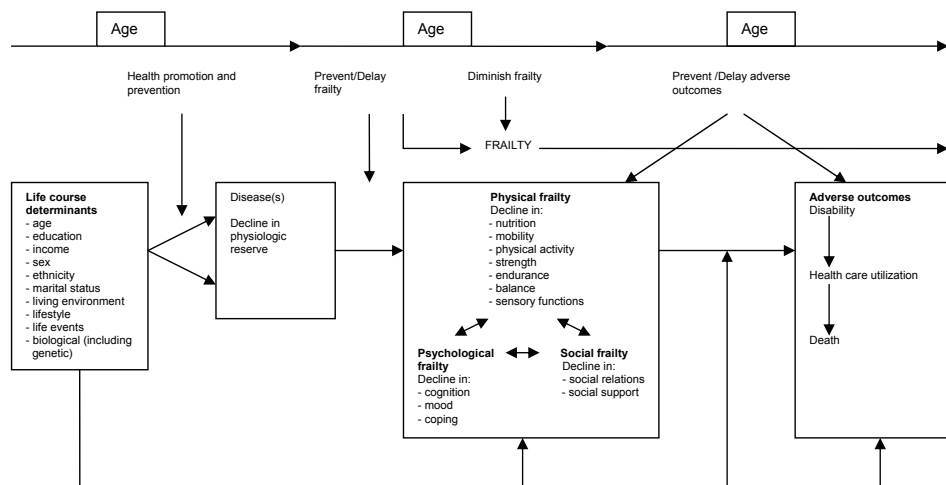 Age
Age
Age
Health promotion and
prevention
Prevent/Delay
frailty
Diminish frailty
Prevent /Delay adverse
outcomes
FRAILTY
Life course
determinants
- age
- education
- income
- sex
- ethnicity
- marital status
- living environment
- lifestyle
- life events
- biological (including
genetic)
Disease(s)
Decline in
physiologic
reserve
Physical frailty
Decline in:
- nutrition
- mobility
- physical activity
- strength
- endurance
- balance
- sensory functions
Psychological
frailty
Decline in:
- cognition
- mood
- coping
Social frailty
Decline in:
- social relations
- social support
Adverse outcomes
Disability
Health care utilization
Death